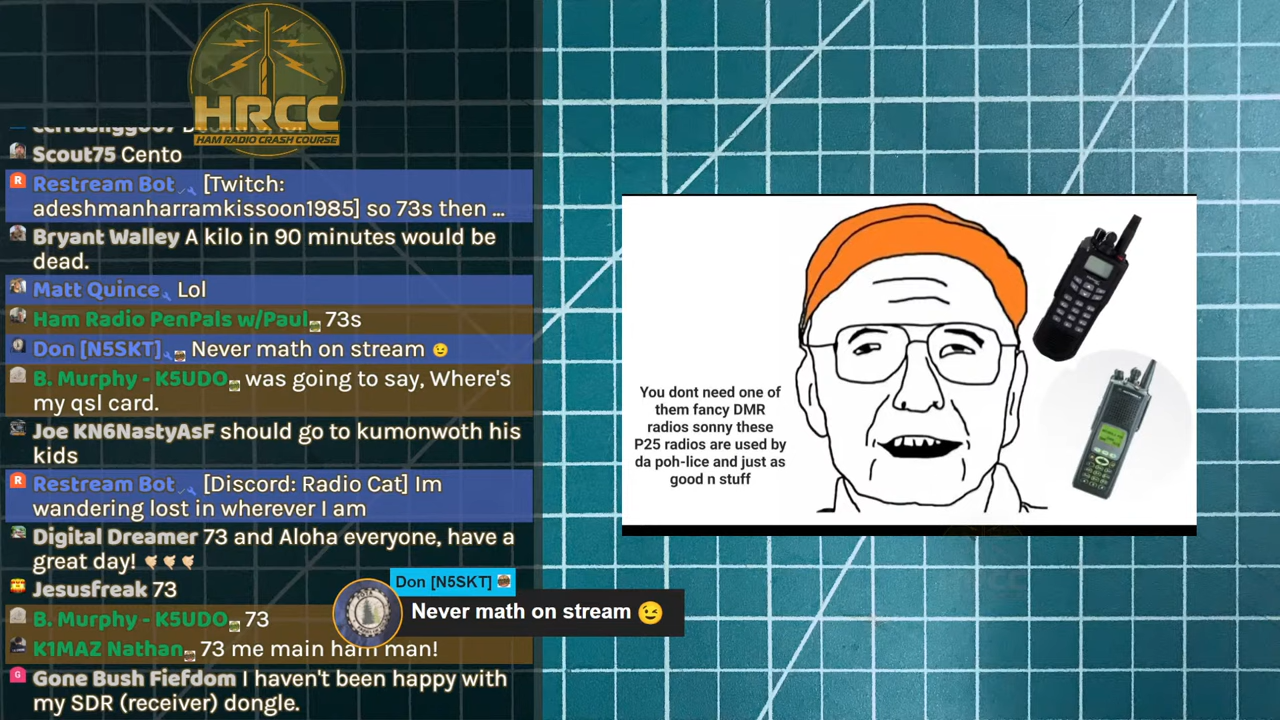 HRCC
HAM RADIO CRASH COURSE
Scout75 Cento
Restream Bot [Twitch:
adeshmanharramkissoon1985] so 73s then ...
Bryant Walley A kilo in 90 minutes would be
dead.
Matt Quince Lol
Ham Radio PenPals w/Paul 73s
Don [N5SKT] Never math on stream 😉
B. Murphy - K5UDO was going to say, Where's
my qsl card.
Joe KN6NastyAsF should go to kumonwoth his
kids
Restream Bot [Discord: Radio Cat] Im
wandering lost in wherever I am
Digital Dreamer 73 and Aloha everyone, have a
great day!
Jesusfreak 73
B. Murphy - K5UDO 73
K1MAZ Nathan 73 me main ham man!
Gone Bush Fiefdom I haven't been happy with
my SDR (receiver) dongle.
Don [N5SKT]
Never math on stream 😉
You dont need one of
them fancy DMR
radios sonny these
P25 radios are used by
da poh-lice and just as
good n stuff